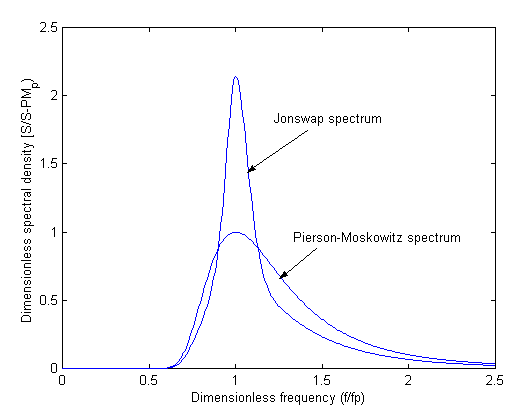 2.5
2
1.5
1
0.5
0
Dimensionless spectral density [S/S-PMp)
Jonswap spectrum
Pierson-Moskowitz spectrum
0 0.5 1 1.5 2 2.5
Dimensionless frequency (f/fp)